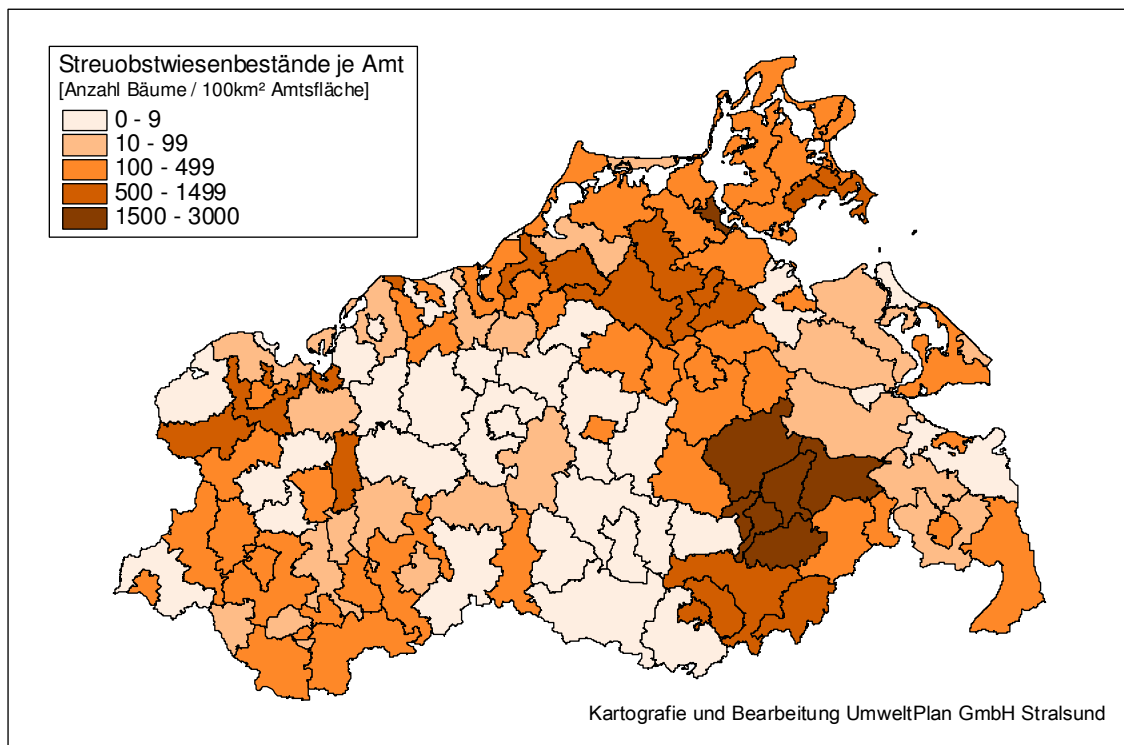 Streuobstwiesenbestände je Amt
[Anzahl Bäume / 100km² Amtsfläche]
0 - 9
10 - 99
100 - 499
500 - 1499
1500 - 3000
Kartografie und Bearbeitung UmweltPlan GmbH Stralsund